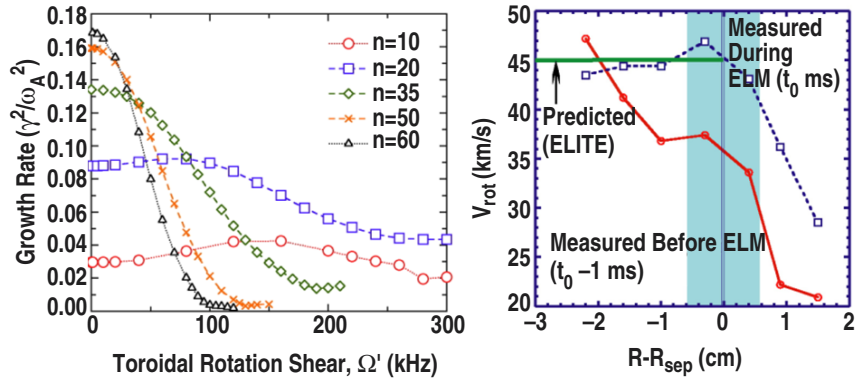 Growth Rate (γ²/ω_A²)
0.18
0.16
0.14
0.12
0.10
0.08
0.06
0.04
0.02
0.00
n=10
n=20
n=35
n=50
n=60
0 100 200 300
Toroidal Rotation Shear, Ω' (kHz)
V_rot (km/s)
50
45
40
35
30
25
20
Measured
During
ELM (t₀ ms)
Predicted
(ELITE)
Measured Before ELM
(t₀ –1 ms)
−3 −2 −1 0 1 2
R-R_sep (cm)